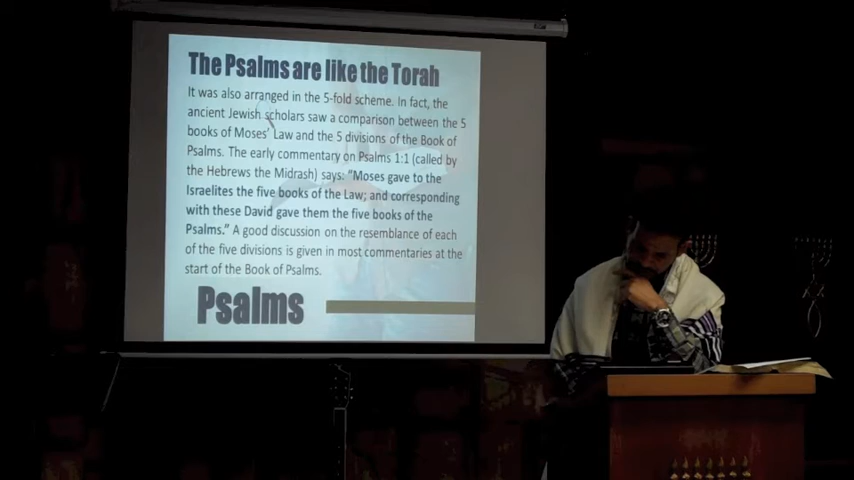 The Psalms are like the Torah
It was also arranged in the 5-fold scheme. In fact, the
ancient Jewish scholars saw a comparison between the 5
books of Moses' Law and the 5 divisions of the Book of
Psalms. The early commentary on Psalms 1:1 (called by
the Hebrews the Midrash) says: "Moses gave to the
Israelites the five books of the Law; and corresponding
with these David gave them the five books of the
Psalms." A good discussion on the resemblance of each
of the five divisions is given in most commentaries at the
start of the Book of Psalms.
Psalms